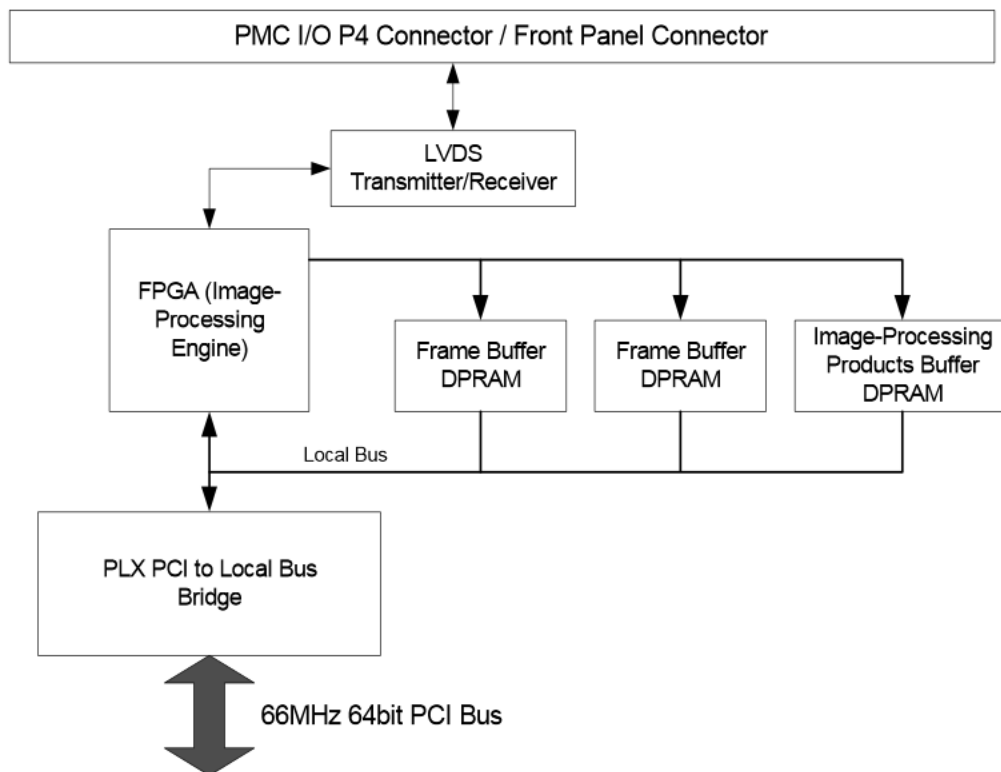 PMC I/O P4 Connector / Front Panel Connector
LVDS
Transmitter/Receiver
FPGA (Image-
Processing
Engine)
Frame Buffer
DPRAM
Frame Buffer
DPRAM
Image-Processing
Products Buffer
DPRAM
Local Bus
PLX PCI to Local Bus
Bridge
66MHz 64bit PCI Bus